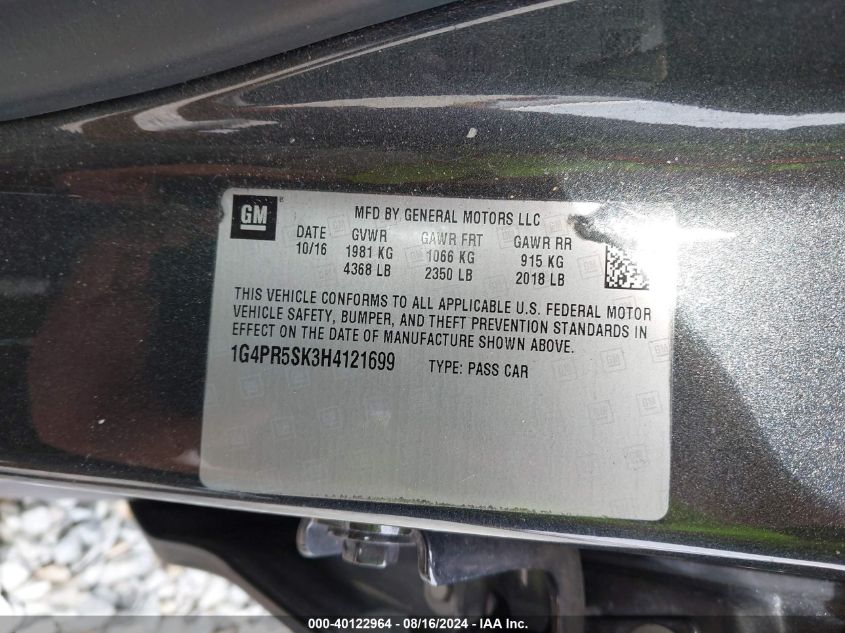 GM ®
MFD BY GENERAL MOTORS LLC
DATE GVWR GAWR FRT GAWR RR
10/16 1981 KG 1066 KG 915 KG
4368 LB 2350 LB 2018 LB
THIS VEHICLE CONFORMS TO ALL APPLICABLE U.S. FEDERAL MOTOR
VEHICLE SAFETY, BUMPER, AND THEFT PREVENTION STANDARDS IN
EFFECT ON THE DATE OF MANUFACTURE SHOWN ABOVE.
1G4PR5SK3H4121699 TYPE: PASS CAR
000-40122964 | 08/16/2024 | IAA Inc.